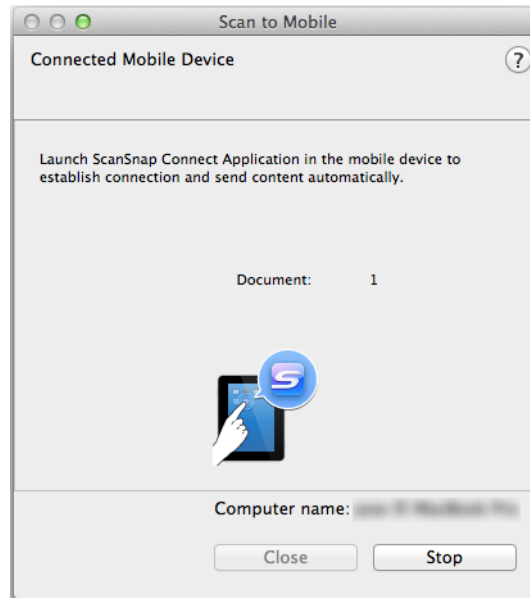 Scan to Mobile
Connected Mobile Device
?
Launch ScanSnap Connect Application in the mobile device to
establish connection and send content automatically.
Document: 1
S
Computer name:
Close Stop